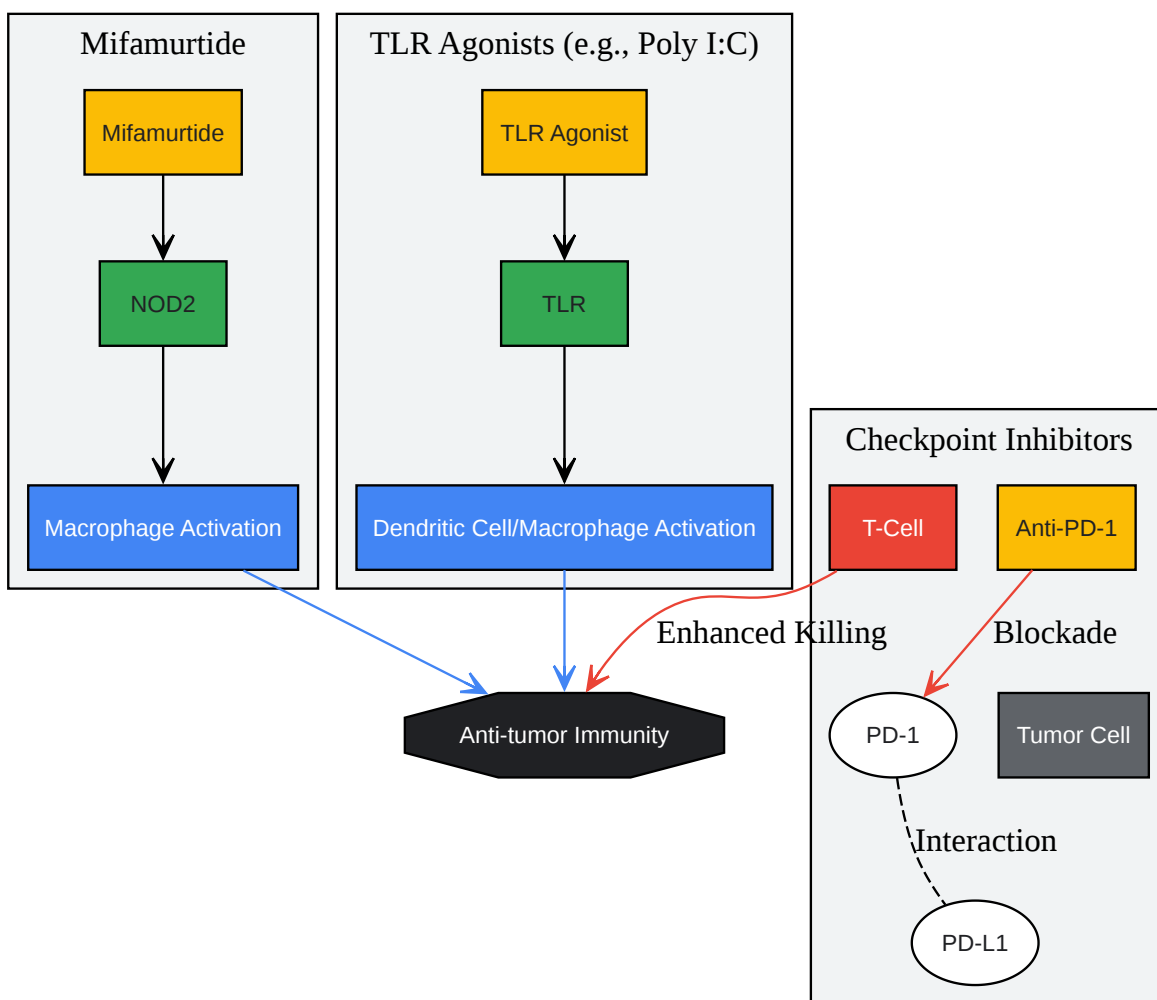 Mifamurtide
Mifamurtide
NOD2
Macrophage Activation
TLR Agonists (e.g., Poly I:C)
TLR Agonist
TLR
Dendritic Cell/Macrophage Activation
Checkpoint Inhibitors
T-Cell
Anti-PD-1
Enhanced Killing
Blockade
Anti-tumor Immunity
PD-1
Tumor Cell
Interaction
PD-L1